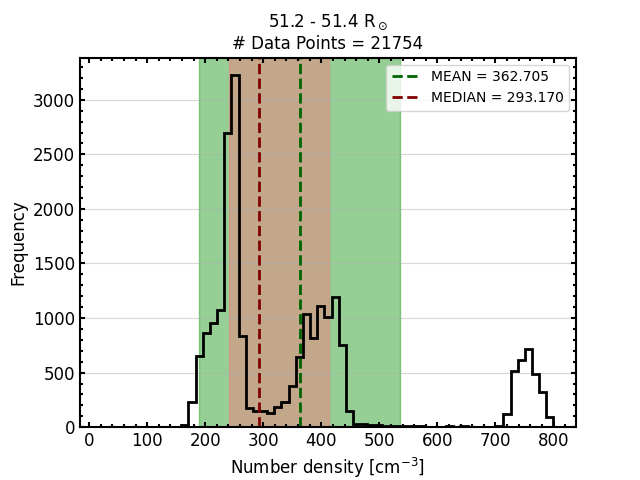 51.2 - 51.4 R⊙
# Data Points = 21754
MEAN = 362.705
MEDIAN = 293.170
Frequency
3000
2500
2000
1500
1000
500
0
0 100 200 300 400 500 600 700 800
Number density [cm⁻³]